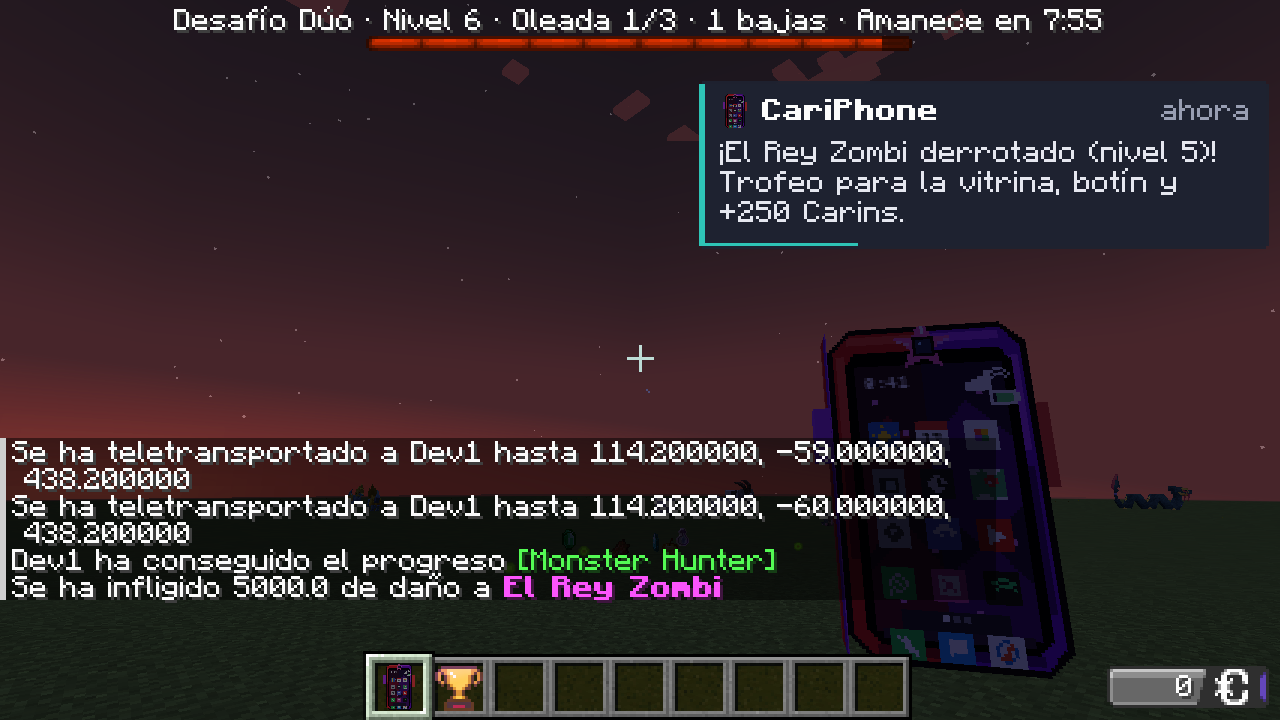 Desafío Dúo · Nivel 6 · Oleada 1/3 · 1 bajas · Amanece en 7:55
CariPhone ahora
¡El Rey Zombi derrotado (nivel 5)!
Trofeo para la vitrina, botín y
+250 Carins.
8:41
Se ha teletransportado a Dev1 hasta 114.200000, -59.000000,
438.200000
Se ha teletransportado a Dev1 hasta 114.200000, -60.000000,
438.200000
Dev1 ha conseguido el progreso [Monster Hunter]
Se ha infligido 5000.0 de daño a El Rey Zombi
0 €